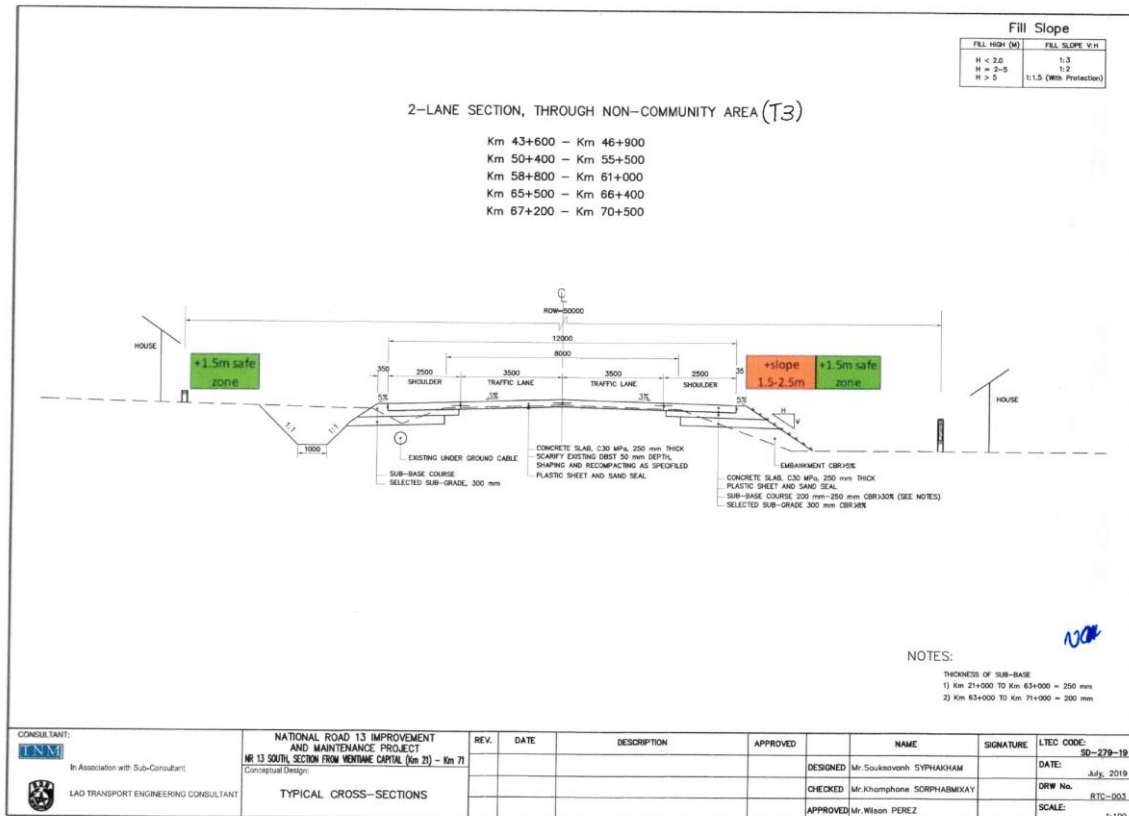 Fill Slope
FILL HIGH (M) FILL SLOPE V:H
H < 2.0 1:3
H = 2-5 1:2
H > 5 1:1.5 (With Protection)
2-LANE SECTION, THROUGH NON-COMMUNITY AREA (T3)
Km 43+600 - Km 46+900
Km 50+400 - Km 55+500
Km 58+800 - Km 61+000
Km 65+500 - Km 66+400
Km 67+200 - Km 70+500
ROW=50000
12000
8000
HOUSE
+1.5m safe
zone
350 2500 3500 3500 2500 35
SHOULDER TRAFFIC LANE TRAFFIC LANE SHOULDER
+slope
1.5-2.5m
+1.5m safe
zone
HOUSE
5% 3% 3% 5%
H
V
1:1 1:1
1000
EXISTING UNDER GROUND CABLE
SUB-BASE COURSE
SELECTED SUB-GRADE, 300 mm
CONCRETE SLAB, C30 MPa, 250 mm THICK
SCARIFY EXISTING DBST 50 mm DEPTH,
SHAPING AND RECOMPACTING AS SPECIFILED
PLASTIC SHEET AND SAND SEAL
EMBANKMENT CBR>5%
CONCRETE SLAB, C30 MPa, 250 mm THICK
PLASTIC SHEET AND SAND SEAL
SUB-BASE COURSE 200 mm-250 mm CBR>30% (SEE NOTES)
SELECTED SUB-GRADE 300 mm CBR>8%
NOTES:
THICKNESS OF SUB-BASE
1) Km 21+000 TO Km 63+000 = 250 mm
2) Km 63+000 TO Km 71+000 = 200 mm
CONSULTANT:
TNM
In Association with Sub-Consultant
LAO TRANSPORT ENGINEERING CONSULTANT
NATIONAL ROAD 13 IMPROVEMENT
AND MAINTENANCE PROJECT
NR 13 SOUTH, SECTION FROM VIENTIANE CAPITAL (Km 21) - Km 71
Conceptual Design:
TYPICAL CROSS-SECTIONS
REV. DATE DESCRIPTION APPROVED NAME SIGNATURE
DESIGNED Mr.Souksavanh SYPHAKHAM
CHECKED Mr.Khamphone SORPHABMIXAY
APPROVED Mr.Wilson PEREZ
LTEC CODE:
SD-279-19
DATE:
July, 2019
DRW No.
RTC-003
SCALE:
1:100